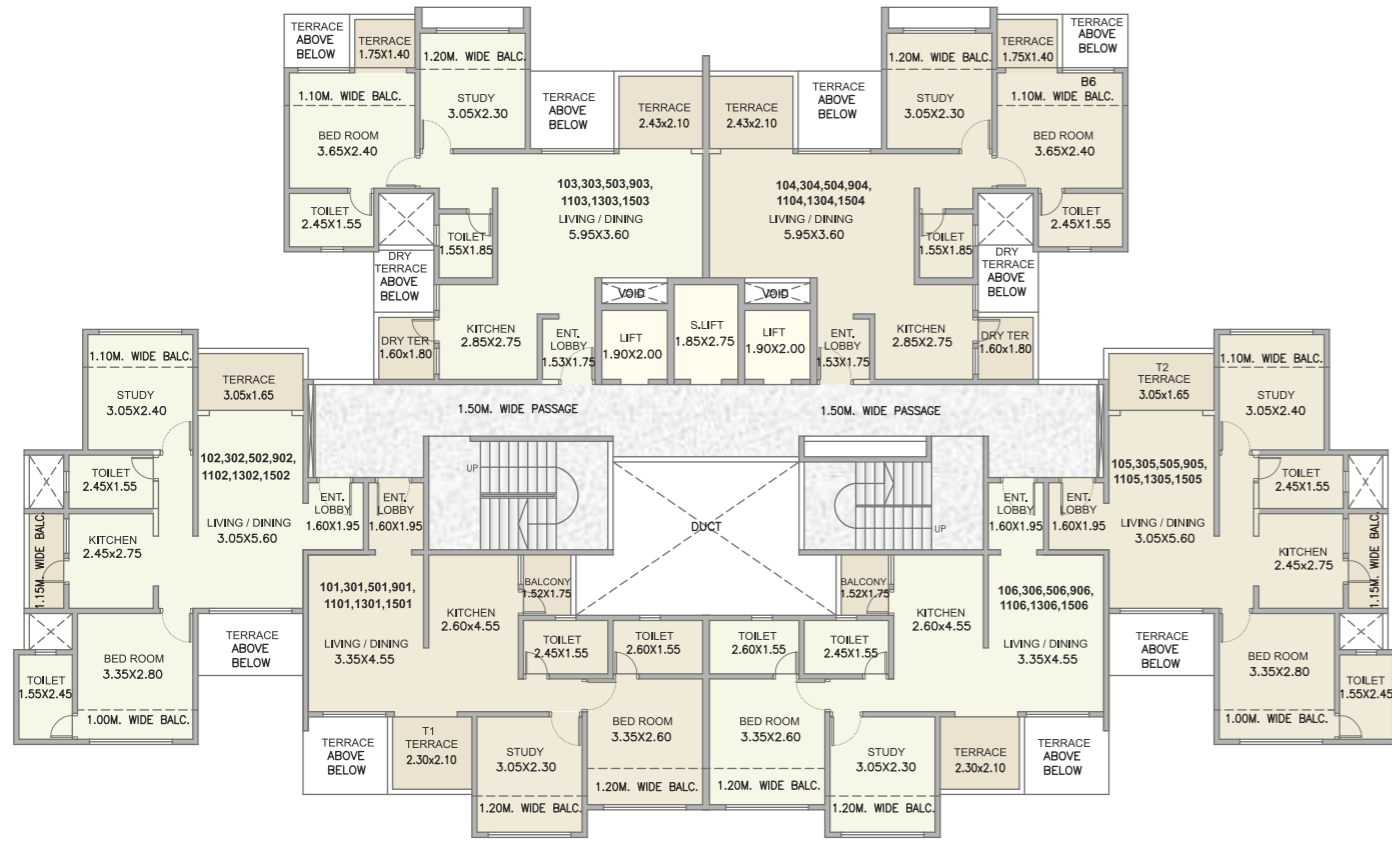 TERRACE
ABOVE
BELOW
TERRACE
1.75X1.40
1.20M. WIDE BALC.
STUDY
3.05X2.30
1.10M. WIDE BALC.
BED ROOM
3.65X2.40
TOILET
2.45X1.55
TERRACE
ABOVE
BELOW
TERRACE
2.43x2.10
103,303,503,903,
1103,1303,1503
LIVING / DINING
5.95X3.60
TOILET
1.55X1.85
DRY
TERRACE
ABOVE
BELOW
DRY TER
1.60x1.80
KITCHEN
2.85X2.75
ENT.
LOBBY
1.53X1.75
VOID
LIFT
1.90X2.00
S.LIFT
1.85X2.75
VOID
LIFT
1.90X2.00
TERRACE
2.43x2.10
TERRACE
ABOVE
BELOW
1.20M. WIDE BALC.
STUDY
3.05X2.30
TERRACE
1.75X1.40
TERRACE
ABOVE
BELOW
B6
1.10M. WIDE BALC.
BED ROOM
3.65X2.40
TOILET
2.45X1.55
104,304,504,904,
1104,1304,1504
LIVING / DINING
5.95X3.60
TOILET
1.55X1.85
DRY
TERRACE
ABOVE
BELOW
ENT.
LOBBY
1.53X1.75
KITCHEN
2.85X2.75
DRY TER
1.60x1.80
1.50M. WIDE PASSAGE
1.50M. WIDE PASSAGE
1.10M. WIDE BALC.
STUDY
3.05X2.40
TERRACE
3.05x1.65
102,302,502,902,
1102,1302,1502
TOILET
2.45X1.55
LIVING / DINING
3.05X5.60
KITCHEN
2.45x2.75
1.15M. WIDE BALC.
ENT.
LOBBY
1.60X1.95
ENT.
LOBBY
1.60X1.95
TERRACE
ABOVE
BELOW
BED ROOM
3.35X2.80
TOILET
1.55X2.45
1.00M. WIDE BALC.
UP
DUCT
UP
101,301,501,901,
1101,1301,1501
LIVING / DINING
3.35X4.55
KITCHEN
2.60x4.55
BALCONY
1.52X1.75
TOILET
2.45X1.55
TOILET
2.60X1.55
TERRACE
ABOVE
BELOW
T1
TERRACE
2.30x2.10
STUDY
3.05X2.30
1.20M. WIDE BALC.
BED ROOM
3.35X2.60
1.20M. WIDE BALC.
TOILET
2.60X1.55
TOILET
2.45X1.55
BALCONY
1.52X1.75
KITCHEN
2.60x4.55
106,306,506,906,
1106,1306,1506
LIVING / DINING
3.35X4.55
BED ROOM
3.35X2.60
1.20M. WIDE BALC.
STUDY
3.05X2.30
1.20M. WIDE BALC.
TERRACE
2.30x2.10
TERRACE
ABOVE
BELOW
ENT.
LOBBY
1.60X1.95
ENT.
LOBBY
1.60X1.95
T2
TERRACE
3.05x1.65
1.10M. WIDE BALC.
STUDY
3.05X2.40
105,305,505,905,
1105,1305,1505
LIVING / DINING
3.05X5.60
TOILET
2.45X1.55
KITCHEN
2.45x2.75
1.15M. WIDE BALC.
TERRACE
ABOVE
BELOW
BED ROOM
3.35X2.80
TOILET
1.55X2.45
1.00M. WIDE BALC.